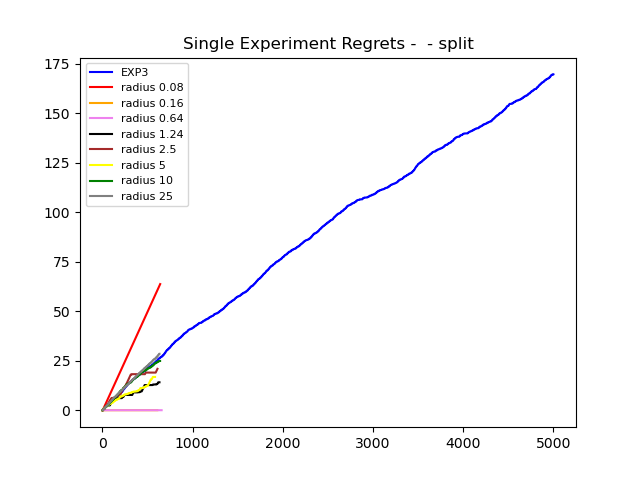 Single Experiment Regrets -  - split
175
150
125
100
75
50
25
0
EXP3
radius 0.08
radius 0.16
radius 0.64
radius 1.24
radius 2.5
radius 5
radius 10
radius 25
0 1000 2000 3000 4000 5000